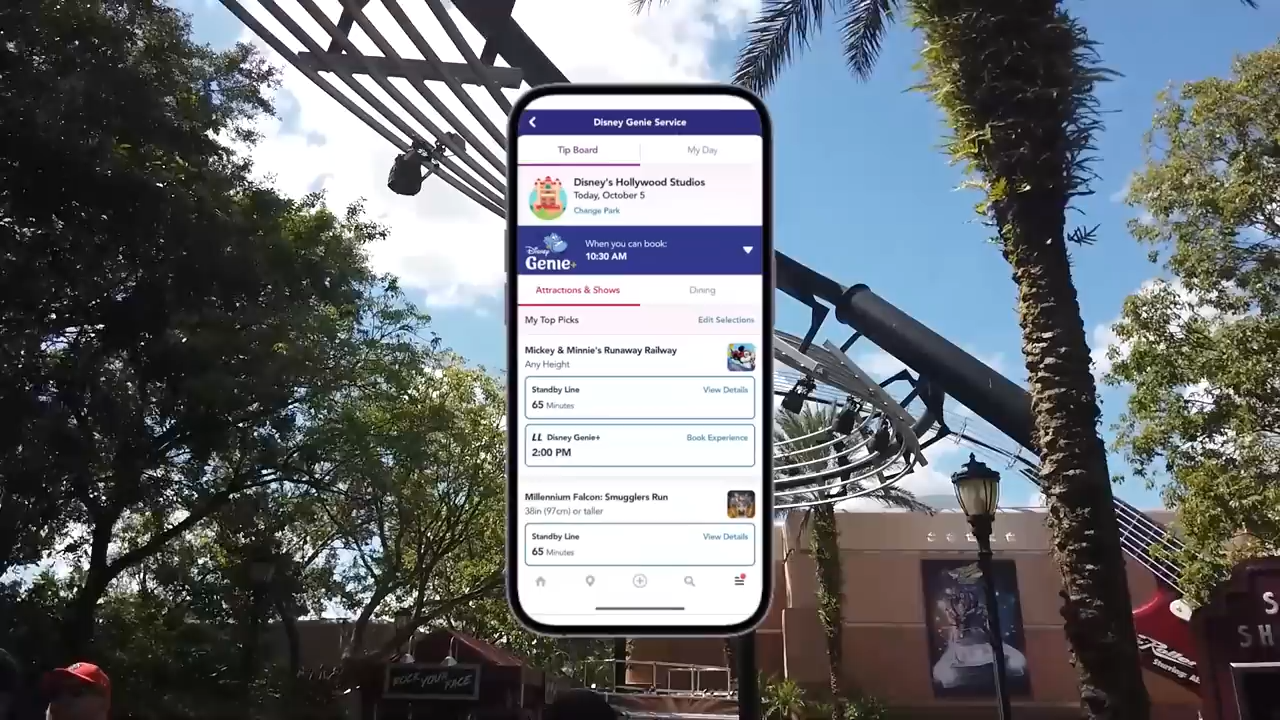 Disney Genie Service
Tip Board
My Day
Disney's Hollywood Studios
Today, October 5
Change Park
Disney Genie+
When you can book:
10:30 AM
Attractions & Shows
Dining
My Top Picks
Edit Selections
Mickey & Minnie's Runaway Railway
Any Height
Standby Line
View Details
65 Minutes
LL Disney Genie+
Book Experience
2:00 PM
Millennium Falcon: Smugglers Run
38in (97cm) or taller
Standby Line
View Details
65 Minutes
ROCK YOUR FACE